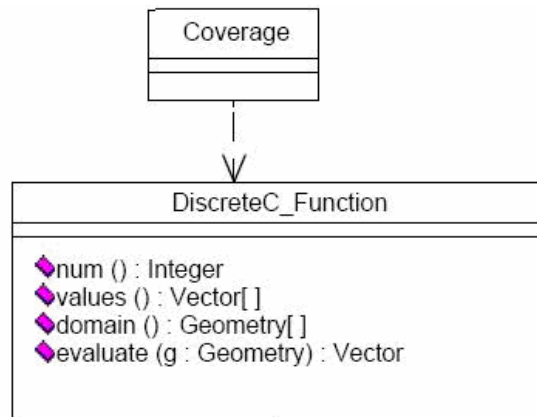 Coverage
DiscreteC_Function
num () : Integer
values () : Vector[ ]
domain () : Geometry[ ]
evaluate (g : Geometry) : Vector